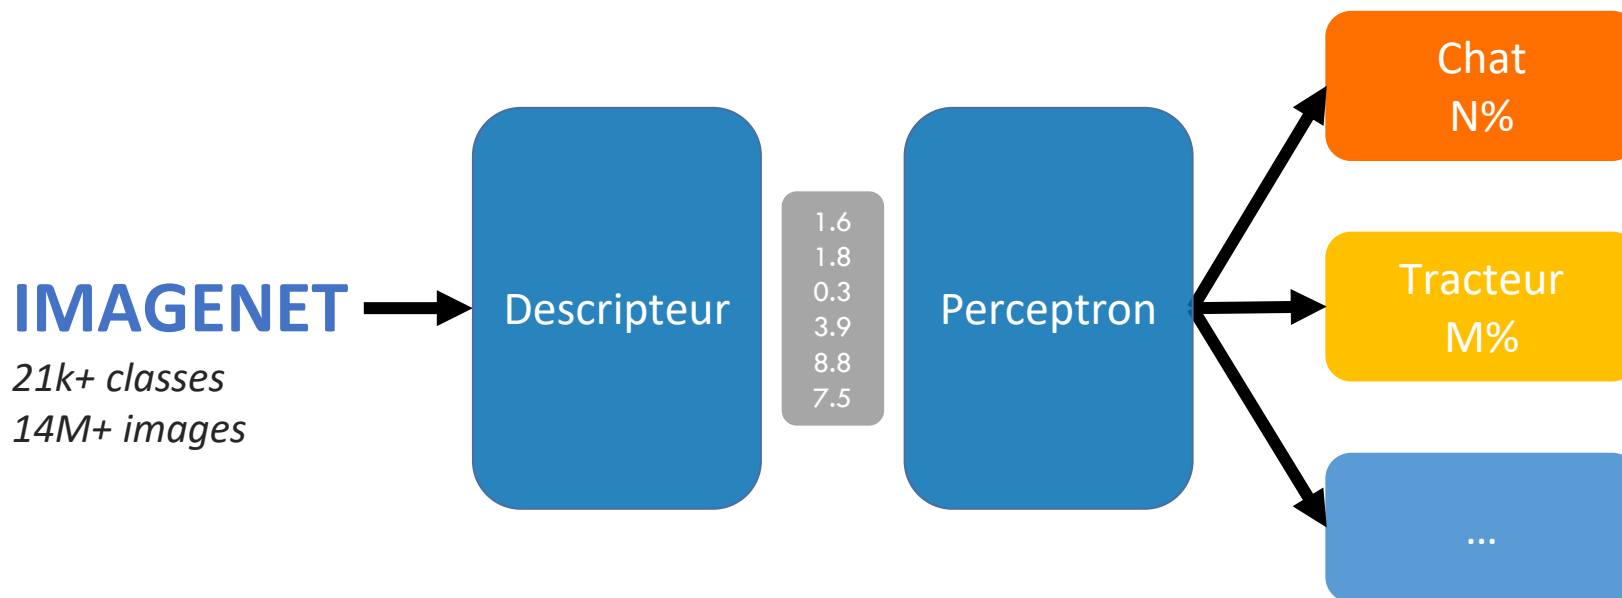 IMAGENET
21k+ classes
14M+ images
Descripteur
1.6
1.8
0.3
3.9
8.8
7.5
Perceptron
Chat
N%
Tracteur
M%
...